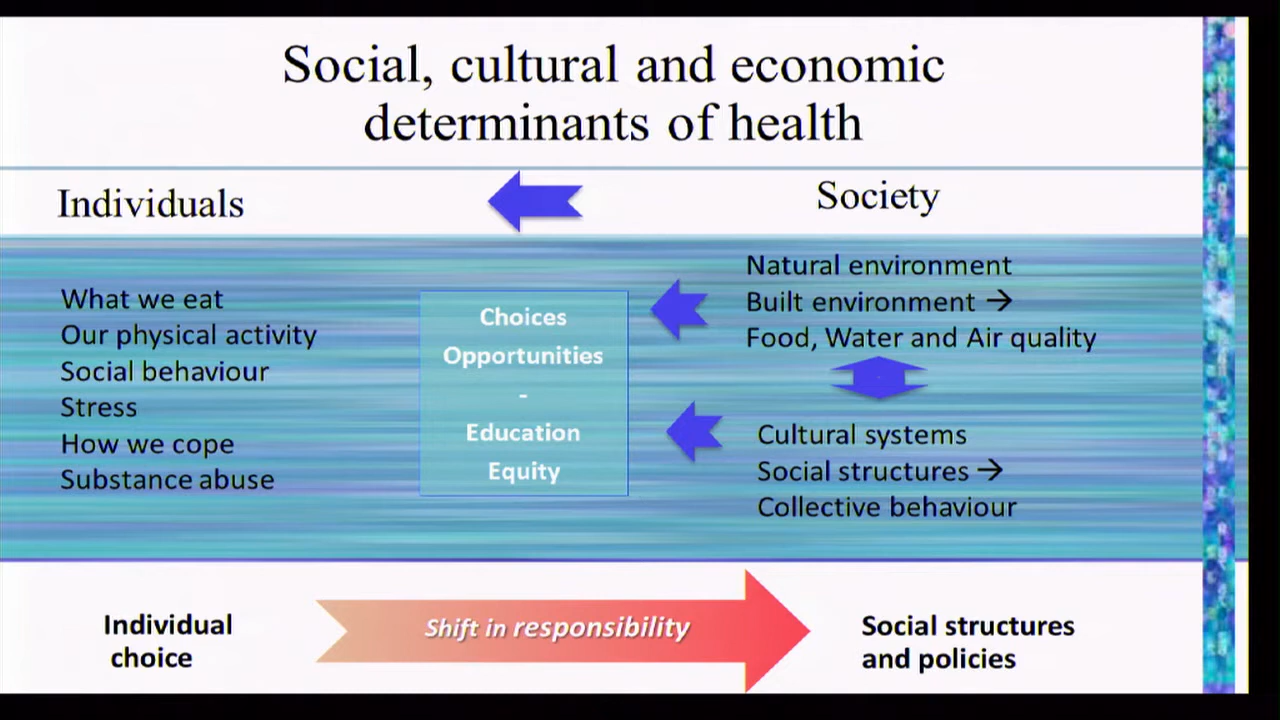 Social, cultural and economic
determinants of health
Individuals
Society
What we eat
Our physical activity
Social behaviour
Stress
How we cope
Substance abuse
Choices
Opportunities
-
Education
Equity
Natural environment
Built environment →
Food, Water and Air quality
Cultural systems
Social structures →
Collective behaviour
Individual
choice
Shift in responsibility
Social structures
and policies